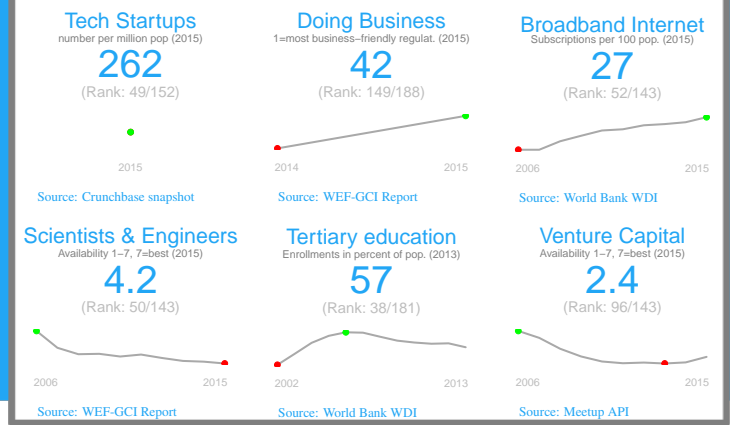 Tech Startups
number per million pop (2015)
262
(Rank: 49/152)
2015
Source: Crunchbase snapshot
Doing Business
1=most business−friendly regulat. (2015)
42
(Rank: 149/188)
2014 2015
Source: WEF-GCI Report
Broadband Internet
Subscriptions per 100 pop. (2015)
27
(Rank: 52/143)
2006 2015
Source: World Bank WDI
Scientists & Engineers
Availability 1−7, 7=best (2015)
4.2
(Rank: 50/143)
2006 2015
Source: WEF-GCI Report
Tertiary education
Enrollments in percent of pop. (2013)
57
(Rank: 38/181)
2002 2013
Source: World Bank WDI
Venture Capital
Availability 1−7, 7=best (2015)
2.4
(Rank: 96/143)
2006 2015
Source: Meetup API